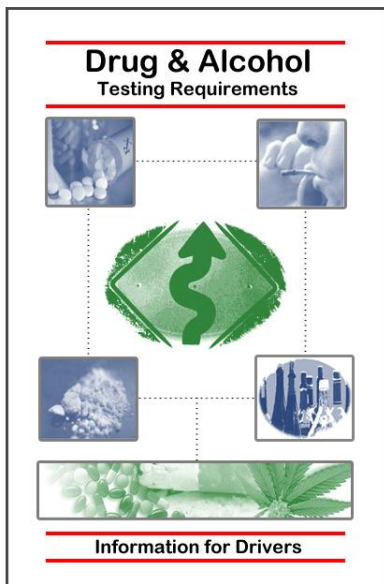 Drug & Alcohol
Testing Requirements
Information for Drivers